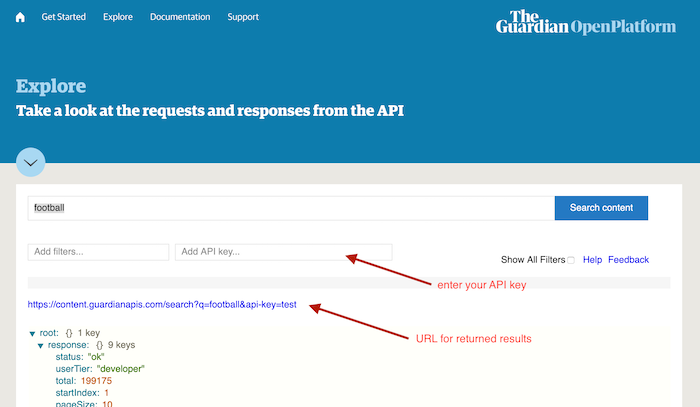 Get Started Explore Documentation Support
The
Guardian OpenPlatform
Explore
Take a look at the requests and responses from the API
football Search content
Add filters... Add API key...
Show All Filters Help Feedback
enter your API key
https://content.guardianapis.com/search?q=football&api-key=test
URL for returned results
root: {} 1 key
response: {} 9 keys
status: "ok"
userTier: "developer"
total: 199175
startIndex: 1
pageSize: 10